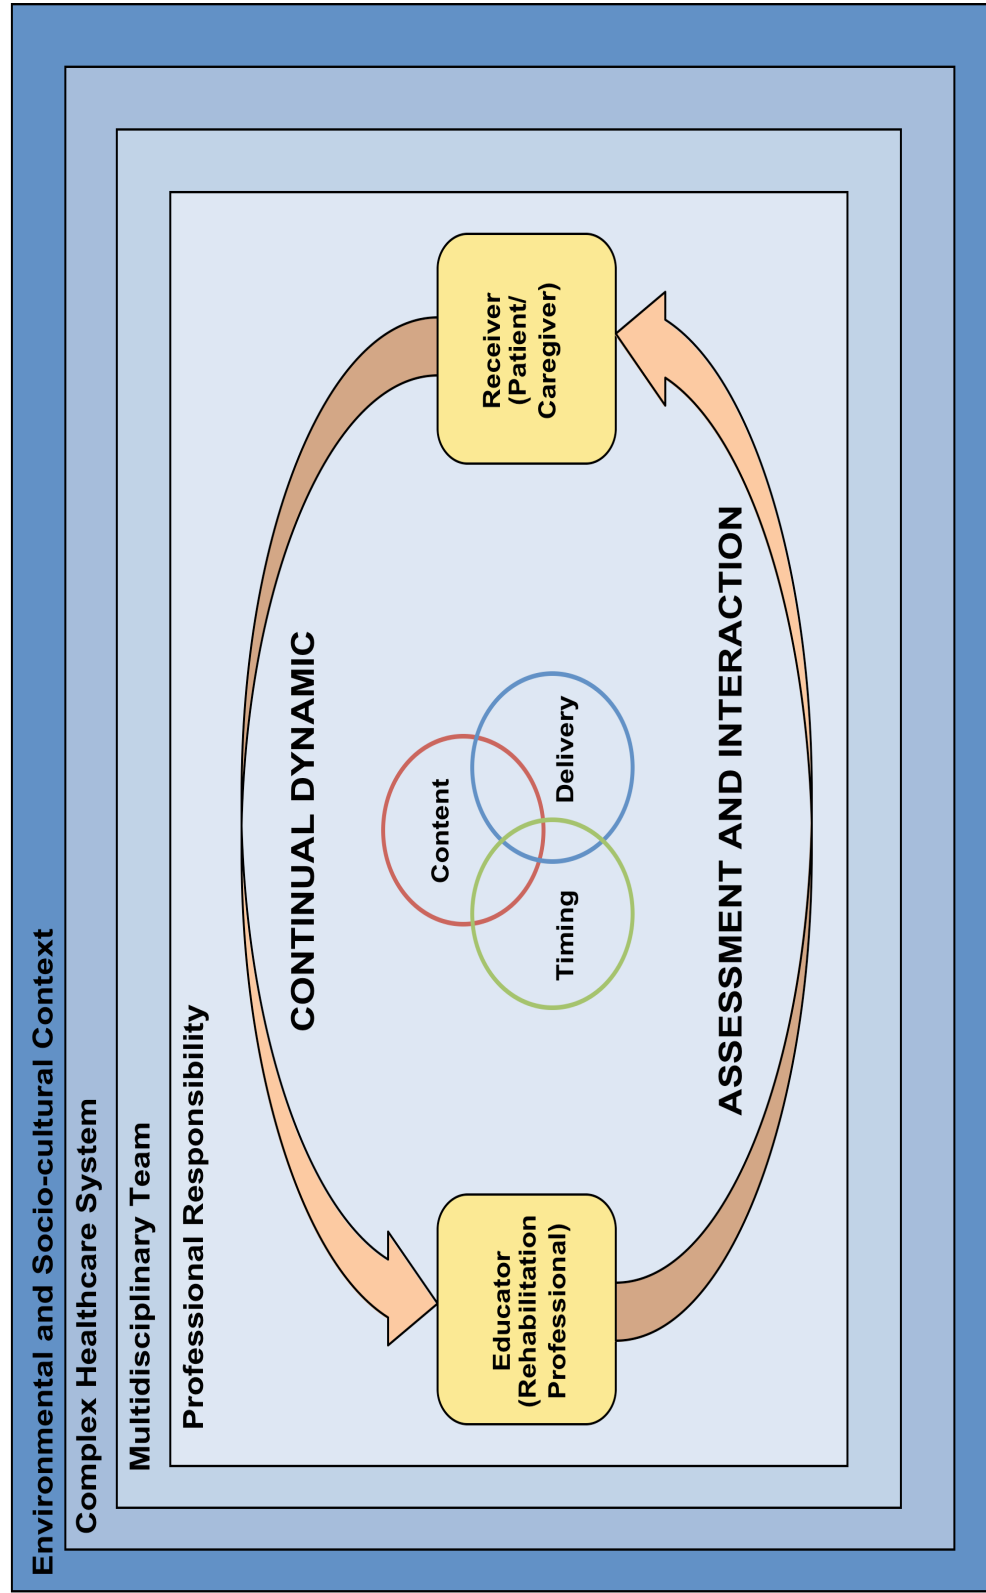 Environmental and Socio-cultural Context
Complex Healthcare System
Multidisciplinary Team
Professional Responsibility
CONTINUAL DYNAMIC
Content
Educator
(Rehabilitation
Professional)
Timing
Delivery
Receiver
(Patient/
Caregiver)
ASSESSMENT AND INTERACTION